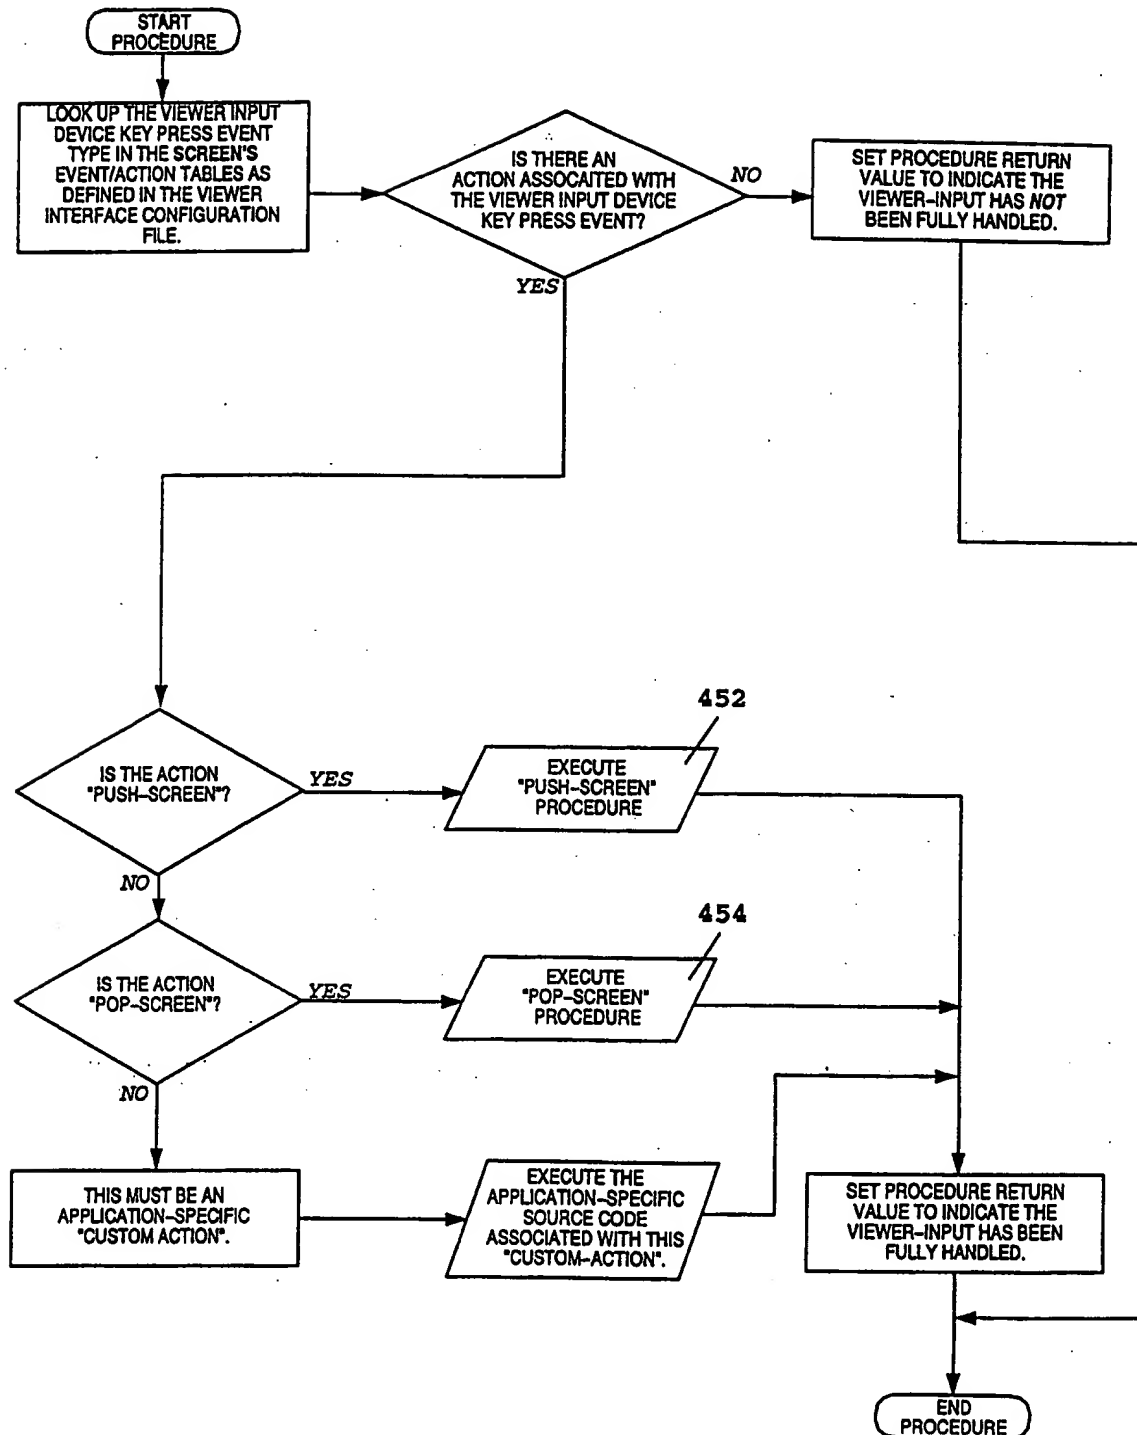 START
PROCEDURE
LOOK UP THE VIEWER INPUT
DEVICE KEY PRESS EVENT
TYPE IN THE SCREEN'S
EVENT/ACTION TABLES AS
DEFINED IN THE VIEWER
INTERFACE CONFIGURATION
FILE.
IS THERE AN
ACTION ASSOCAITED WITH
THE VIEWER INPUT DEVICE
KEY PRESS EVENT?
NO
SET PROCEDURE RETURN
VALUE TO INDICATE THE
VIEWER-INPUT HAS NOT
BEEN FULLY HANDLED.
YES
452
IS THE ACTION
"PUSH-SCREEN"?
YES
EXECUTE
"PUSH-SCREEN"
PROCEDURE
NO
454
IS THE ACTION
"POP-SCREEN"?
YES
EXECUTE
"POP-SCREEN"
PROCEDURE
NO
THIS MUST BE AN
APPLICATION-SPECIFIC
"CUSTOM ACTION".
EXECUTE THE
APPLICATION-SPECIFIC
SOURCE CODE
ASSOCIATED WITH THIS
"CUSTOM-ACTION".
SET PROCEDURE RETURN
VALUE TO INDICATE THE
VIEWER-INPUT HAS BEEN
FULLY HANDLED.
END
PROCEDURE